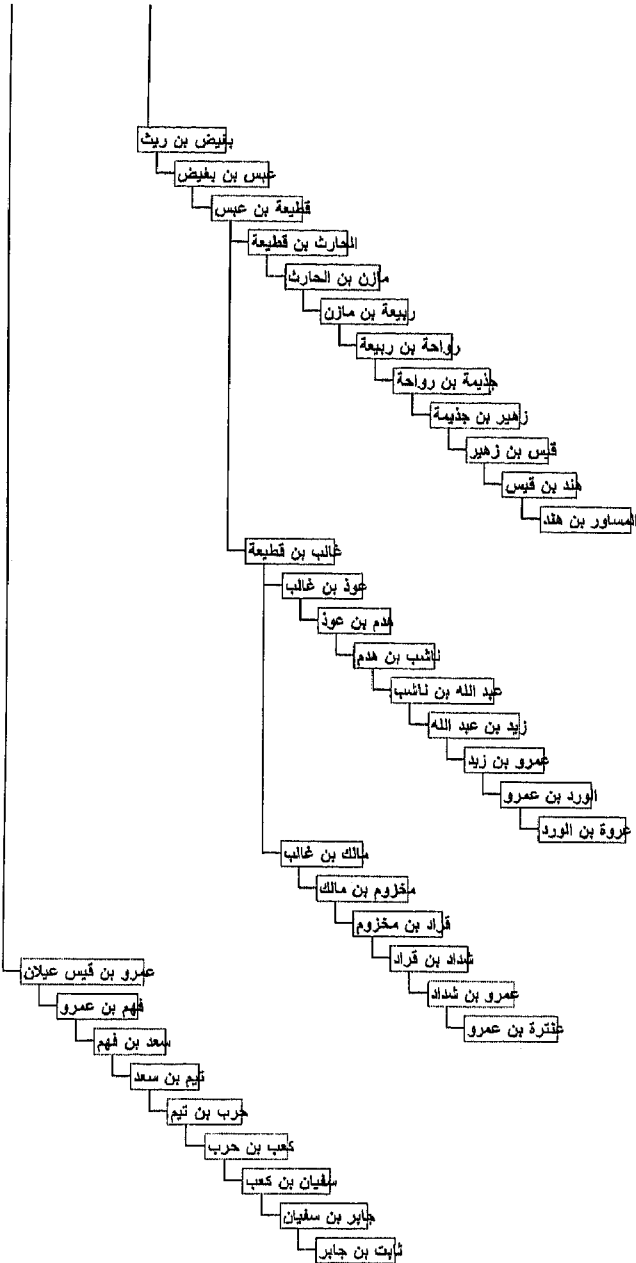 بغيض بن ريث
عبس بن بغيض
قطيعة بن عبس
الحارث بن قطيعة
مازن بن الحارث
ربيعة بن مازن
رواحة بن ربيعة
جذيمة بن رواحة
زهير بن جذيمة
قيس بن زهير
هند بن قيس
المساور بن هند
غالب بن قطيعة
عوذ بن غالب
هدم بن عوذ
ناشب بن هدم
عبد الله بن ناشب
زيد بن عبد الله
عمرو بن زيد
الورد بن عمرو
عروة بن الورد
مالك بن غالب
مخزوم بن مالك
قراد بن مخزوم
شداد بن قراد
عمرو بن شداد
عنترة بن عمرو
عمرو بن قيس عيلان
فهم بن عمرو
سعد بن فهم
تيم بن سعد
حرب بن تيم
كعب بن حرب
سفيان بن كعب
جابر بن سفيان
ثابت بن جابر